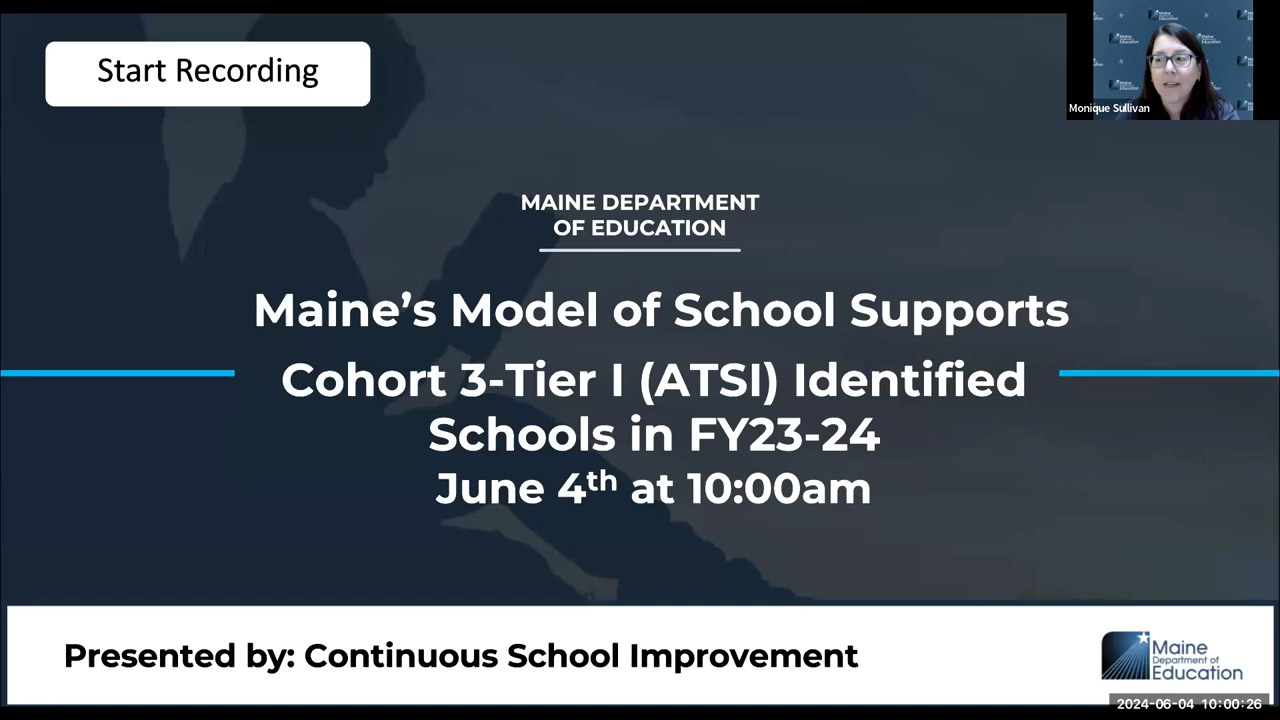 Start Recording
Monique Sullivan
MAINE DEPARTMENT
OF EDUCATION
Maine’s Model of School Supports
Cohort 3-Tier I (ATSI) Identified
Schools in FY23-24
June 4th at 10:00am
Presented by: Continuous School Improvement
Maine
Department of
Education
2024-06-04 10:00:26